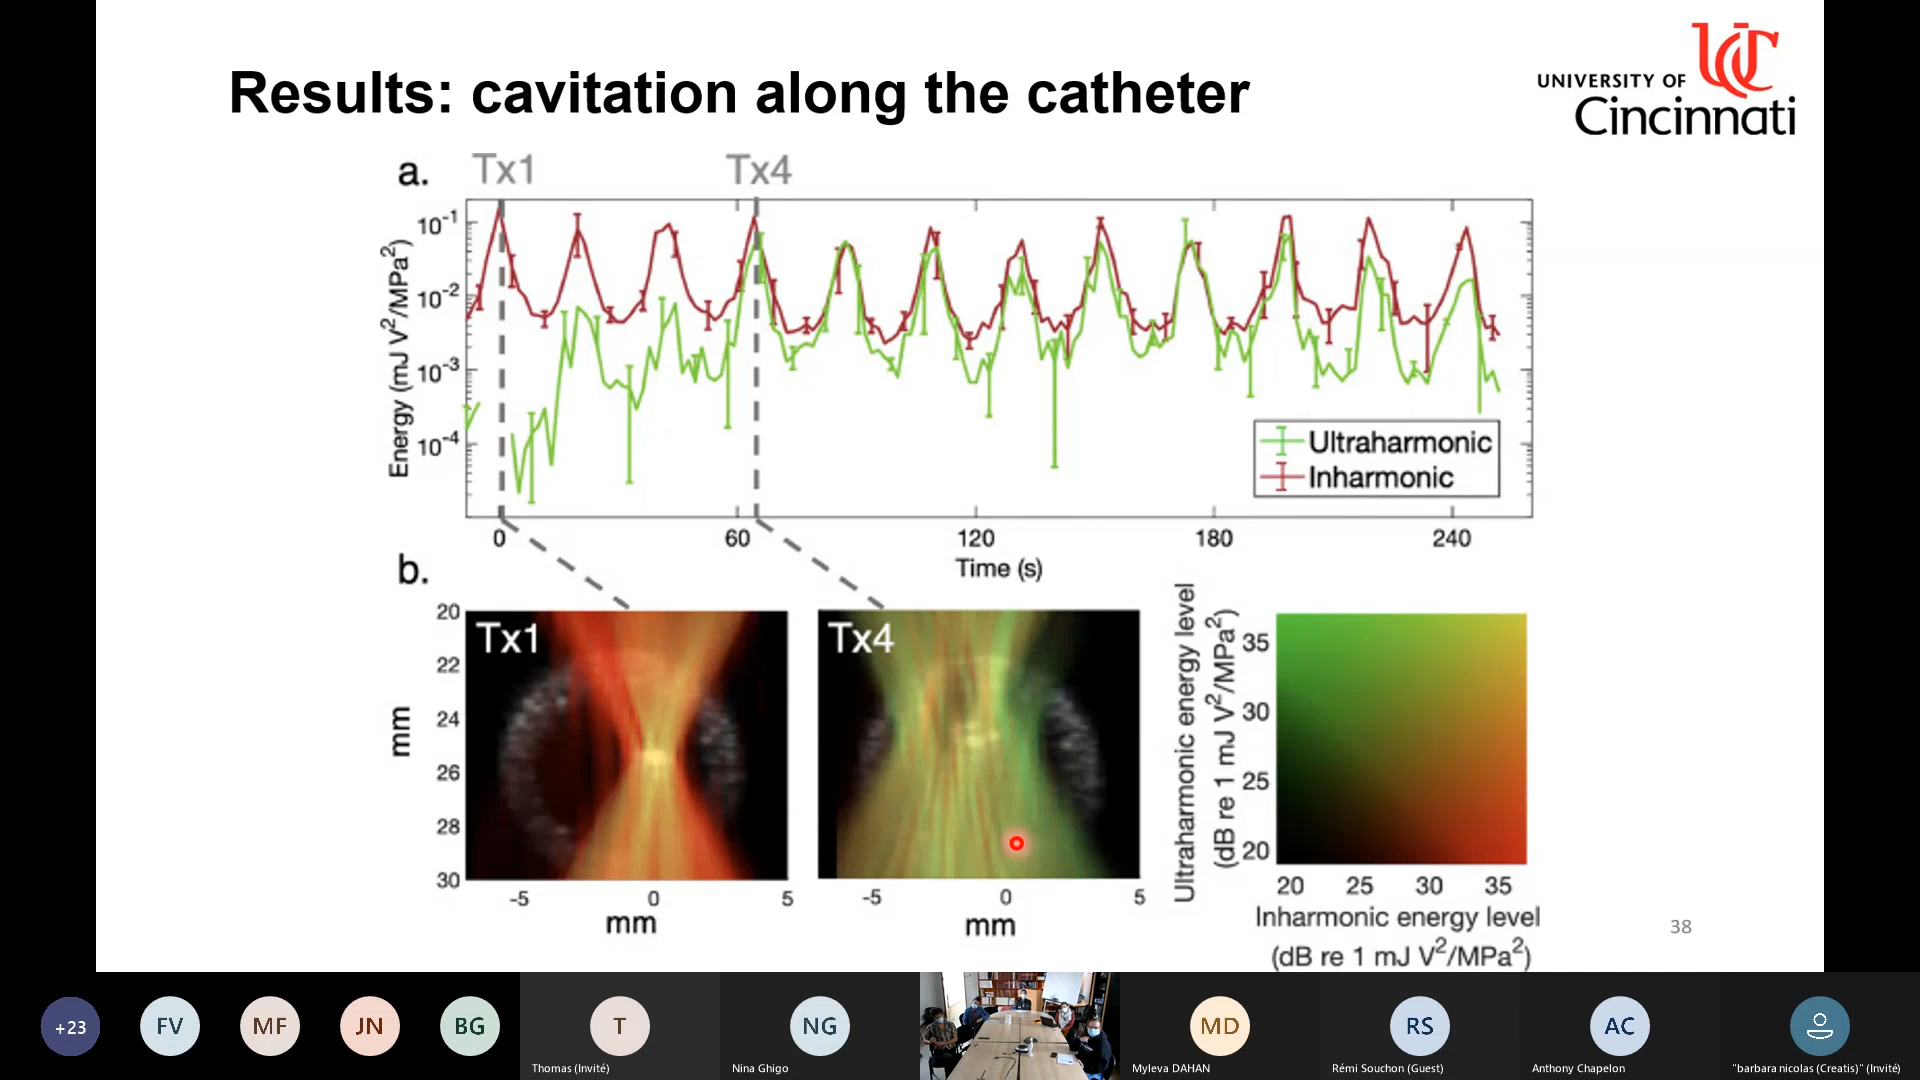 Results: cavitation along the catheter
UNIVERSITY OF
Cincinnati
a.
Tx1
Tx4
10-1
10-2
10-3
10-4
Energy (mJ V2/MPa2)
Ultraharmonic
Inharmonic
0
60
120
180
240
Time (s)
b.
Tx1
Tx4
20
22
24
26
28
30
mm
-5
0
5
mm
-5
0
5
mm
Ultraharmonic energy level
(dB re 1 mJ V2/MPa2)
35
30
25
20
20
25
30
35
Inharmonic energy level
(dB re 1 mJ V2/MPa2)
38
+23
FV
MF
JN
BG
T
Thomas (Invité)
NG
Nina Ghigo
MD
Myleva DAHAN
RS
Rémi Souchon (Guest)
AC
Anthony Chapelon
"barbara nicolas (Creatis)" (Invité)